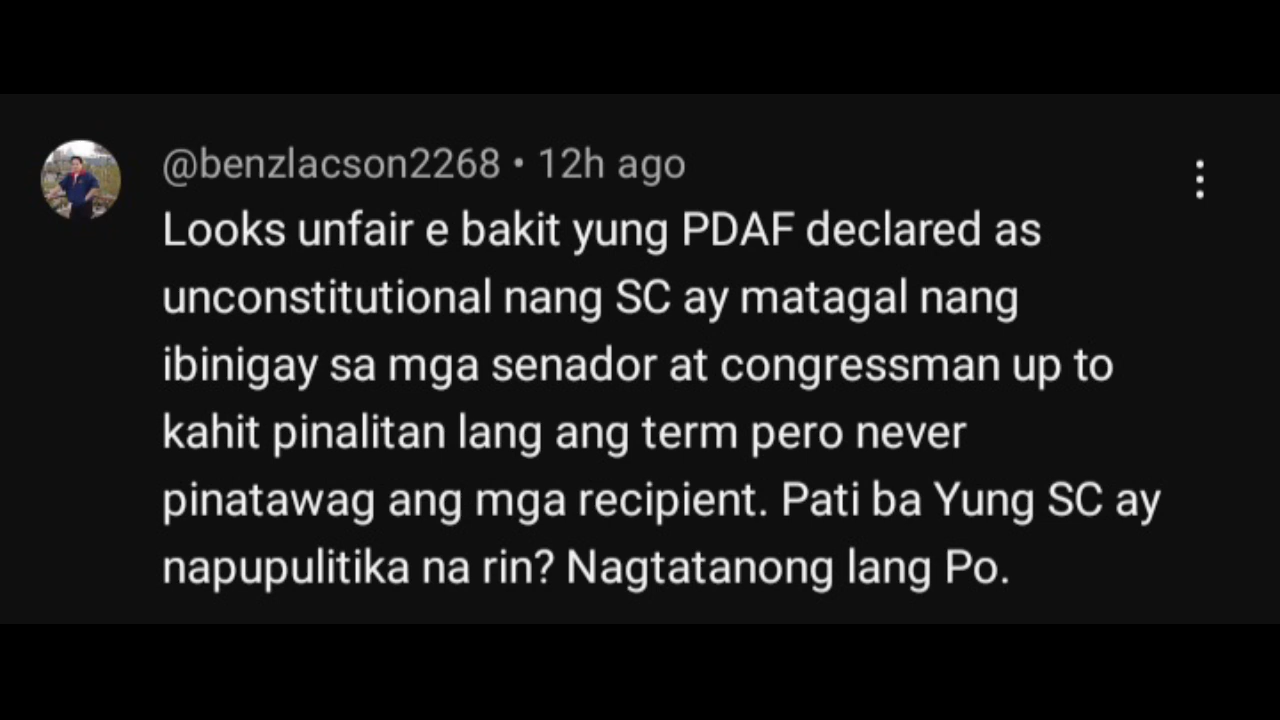 @benzlacson2268 • 12h ago
Looks unfair e bakit yung PDAF declared as
unconstitutional nang SC ay matagal nang
ibinigay sa mga senador at congressman up to
kahit pinalitan lang ang term pero never
pinatawag ang mga recipient. Pati ba Yung SC ay
napupulitika na rin? Nagtatanong lang Po.